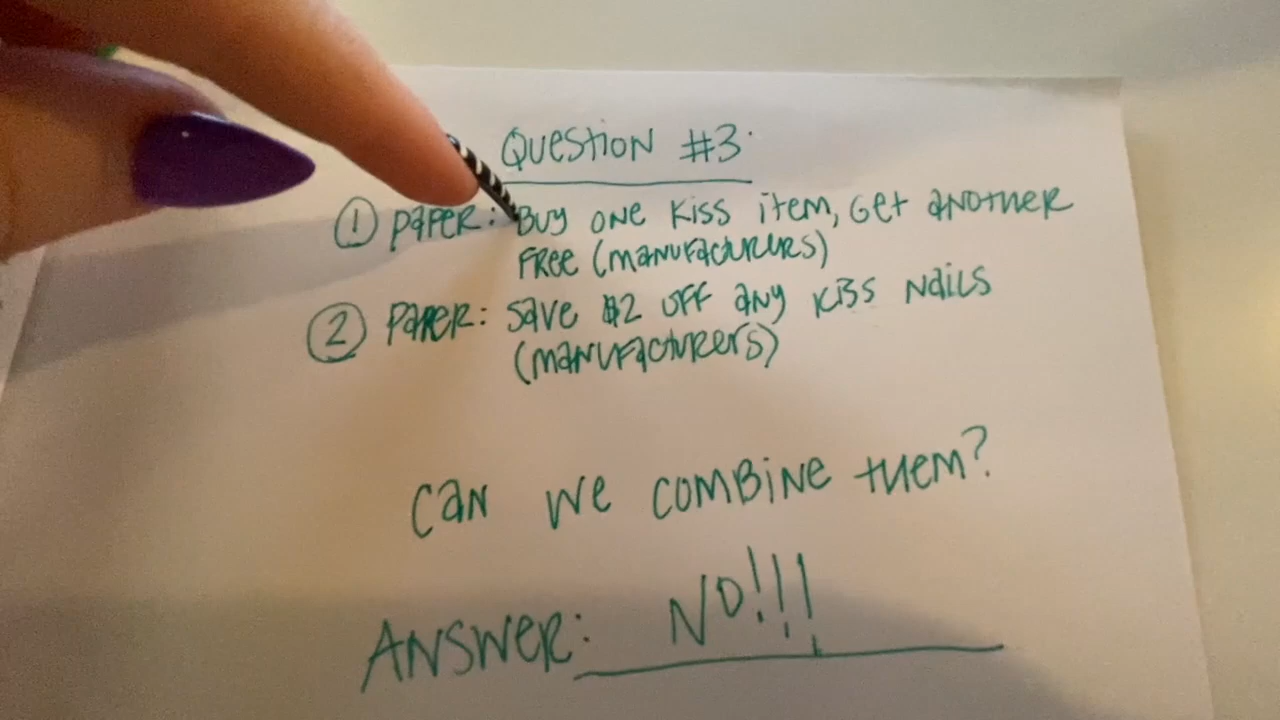 QUESTION #3
① PAPER: BUY ONE KISS ITEM, GET ANOTHER
FREE (MANUFACTURERS)
② PAPER: SAVE $2 OFF ANY KISS NAILS
(MANUFACTURERS)
CAN WE COMBINE THEM?
ANSWER: NO!!!